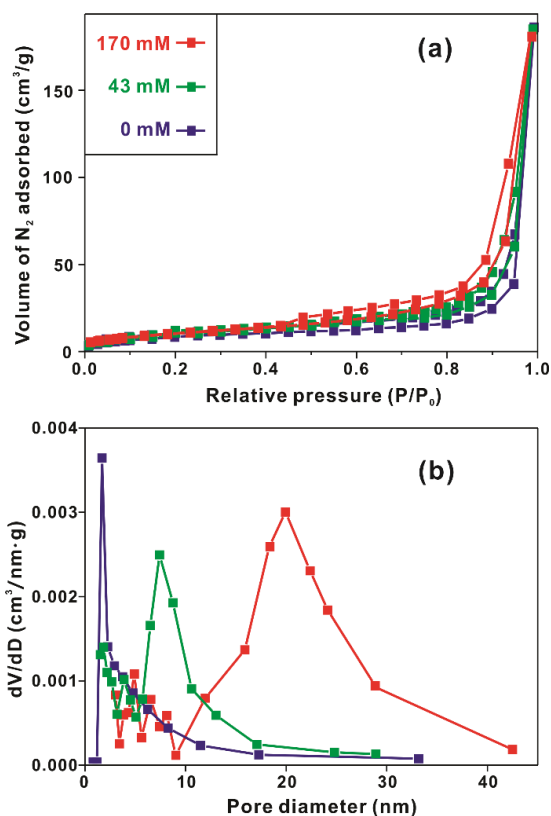 (a)
170 mM
43 mM
0 mM
Volume of N₂ adsorbed (cm³/g)
150
100
50
0
0.0 0.2 0.4 0.6 0.8 1.0
Relative pressure (P/P₀)
(b)
dV/dD (cm³/nm·g)
0.004
0.003
0.002
0.001
0.000
0 10 20 30 40
Pore diameter (nm)